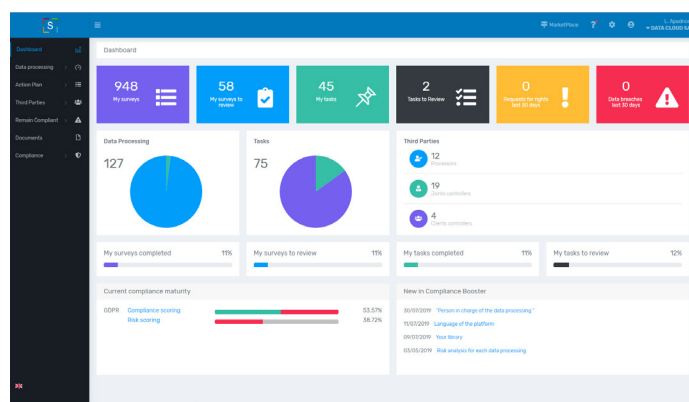 S
MarketPlace
?
L. Apedroz
DATA CLOUD SA
Dashboard
Data processing
Action Plan
Third Parties
Remain Compliant
Documents
Compliance
Dashboard
948
My surveys
58
My surveys to
review
45
My tasks
2
Tasks to Review
0
Requests for rights
last 30 days
0
Data breaches
last 30 days
Data Processing
127
Tasks
75
Third Parties
12
Processors
19
Clients controllers
4
Clients controllers
My surveys completed 11%
My surveys to review 11%
My tasks completed 11%
My tasks to review 12%
Current compliance maturity
GDPR Compliance scoring 53.57%
Risk scoring 38.72%
New in Compliance Booster
30/07/2019 "Person in charge of the data processing "
11/07/2019 Language of the platform
09/07/2019 Your library
03/05/2019 Risk analysis for each data processing